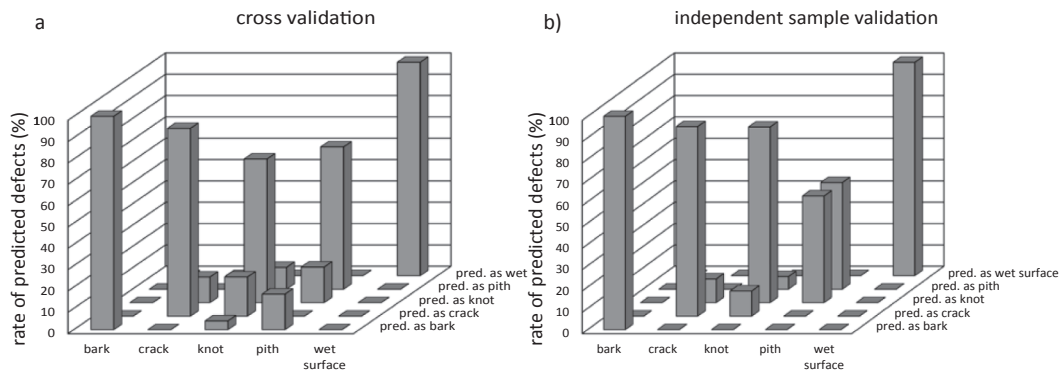 a
cross validation
rate of predicted defects (%)
100
90
80
70
60
50
40
30
20
10
0
bark
crack
knot
pith
wet
surface
pred. as wet
pred. as pith
pred. as knot
pred. as crack
pred. as bark
b)
independent sample validation
rate of predicted defects (%)
100
90
80
70
60
50
40
30
20
10
0
bark
crack
knot
pith
wet
surface
pred. as wet surface
pred. as pith
pred. as knot
pred. as crack
pred. as bark